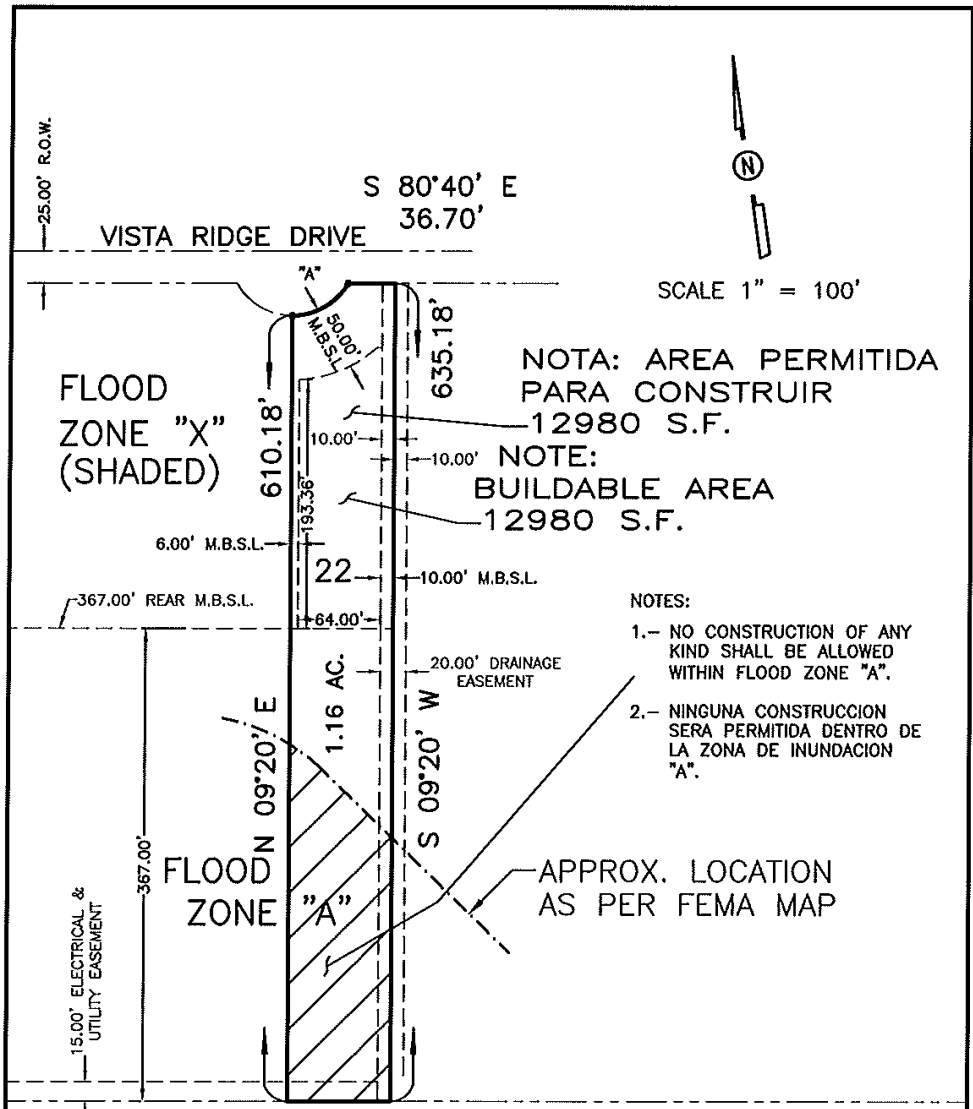 25.00' R.O.W.
S 80°40' E
36.70'
VISTA RIDGE DRIVE
N
SCALE 1" = 100'
"A"
50.00'
M.B.S.L.
610.18'
635.18'
FLOOD
ZONE "X"
(SHADED)
NOTA: AREA PERMITIDA
PARA CONSTRUIR
12980 S.F.
10.00'
10.00'
NOTE:
BUILDABLE AREA
12980 S.F.
193.36'
6.00' M.B.S.L.
22
10.00' M.B.S.L.
367.00' REAR M.B.S.L.
64.00'
NOTES:
1.- NO CONSTRUCTION OF ANY
KIND SHALL BE ALLOWED
WITHIN FLOOD ZONE "A".
2.- NINGUNA CONSTRUCCION
SERA PERMITIDA DENTRO DE
LA ZONA DE INUNDACION
"A".
20.00' DRAINAGE
EASEMENT
1.16 AC.
N 09°20' E
S 09°20' W
367.00'
FLOOD
ZONE "A"
APPROX. LOCATION
AS PER FEMA MAP
15.00' ELECTRICAL &
UTILITY EASEMENT